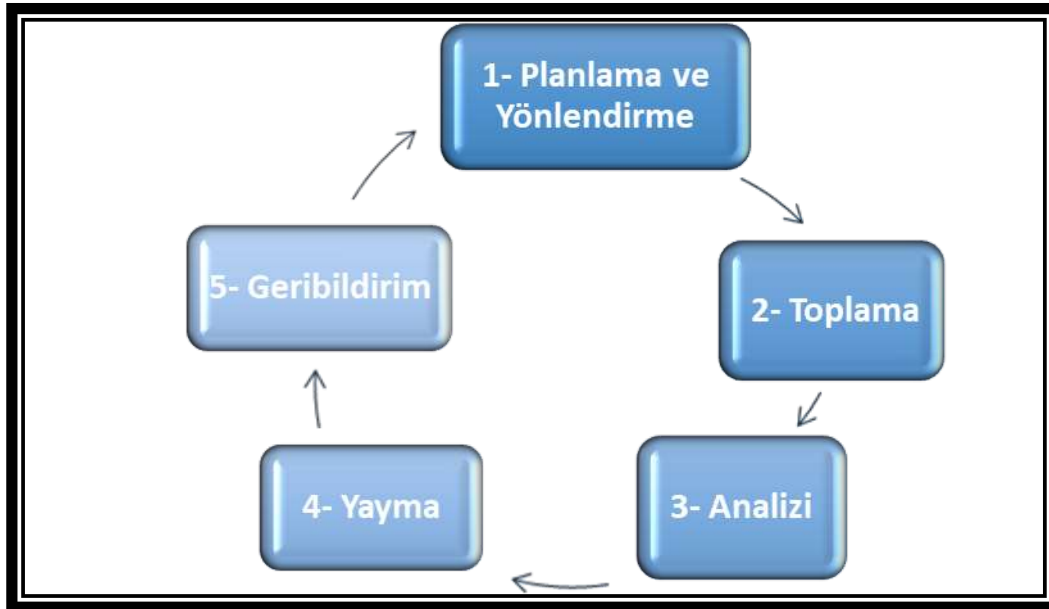 1- Planlama ve
Yönlendirme
2- Toplama
3- Analizi
4- Yayma
5- Geribildirim